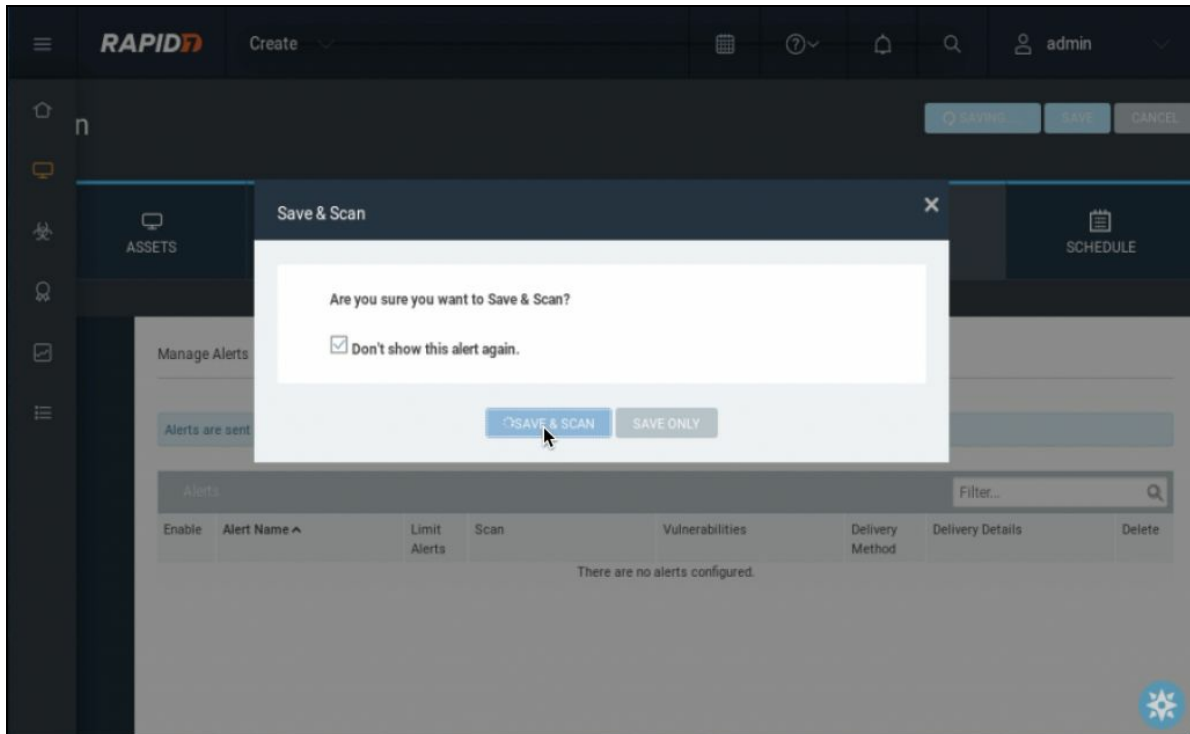 RAPID7
Create
admin
n
SAVING...
SAVE
CANCEL
ASSETS
SCHEDULE
Save & Scan
Are you sure you want to Save & Scan?
Don't show this alert again.
SAVE & SCAN
SAVE ONLY
Manage Alerts
Alerts are sent
Alerts
Filter...
Enable
Alert Name
Limit Alerts
Scan
Vulnerabilities
Delivery Method
Delivery Details
Delete
There are no alerts configured.